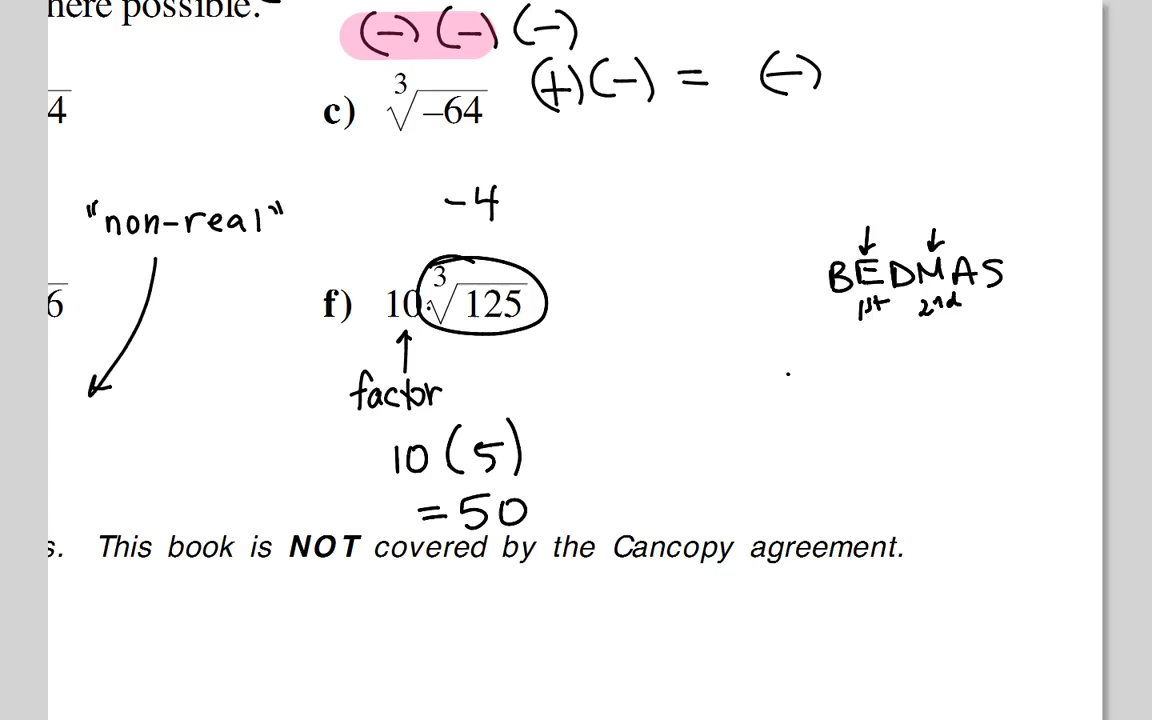 here possible.
(−)(−)(−)
(+)(−) = (−)
4
c) ∛–64
−4
"non-real"
BEDMAS
1st 2nd
6
f) 10·∛125
factor
10(5)
=50
s. This book is NOT covered by the Cancopy agreement.